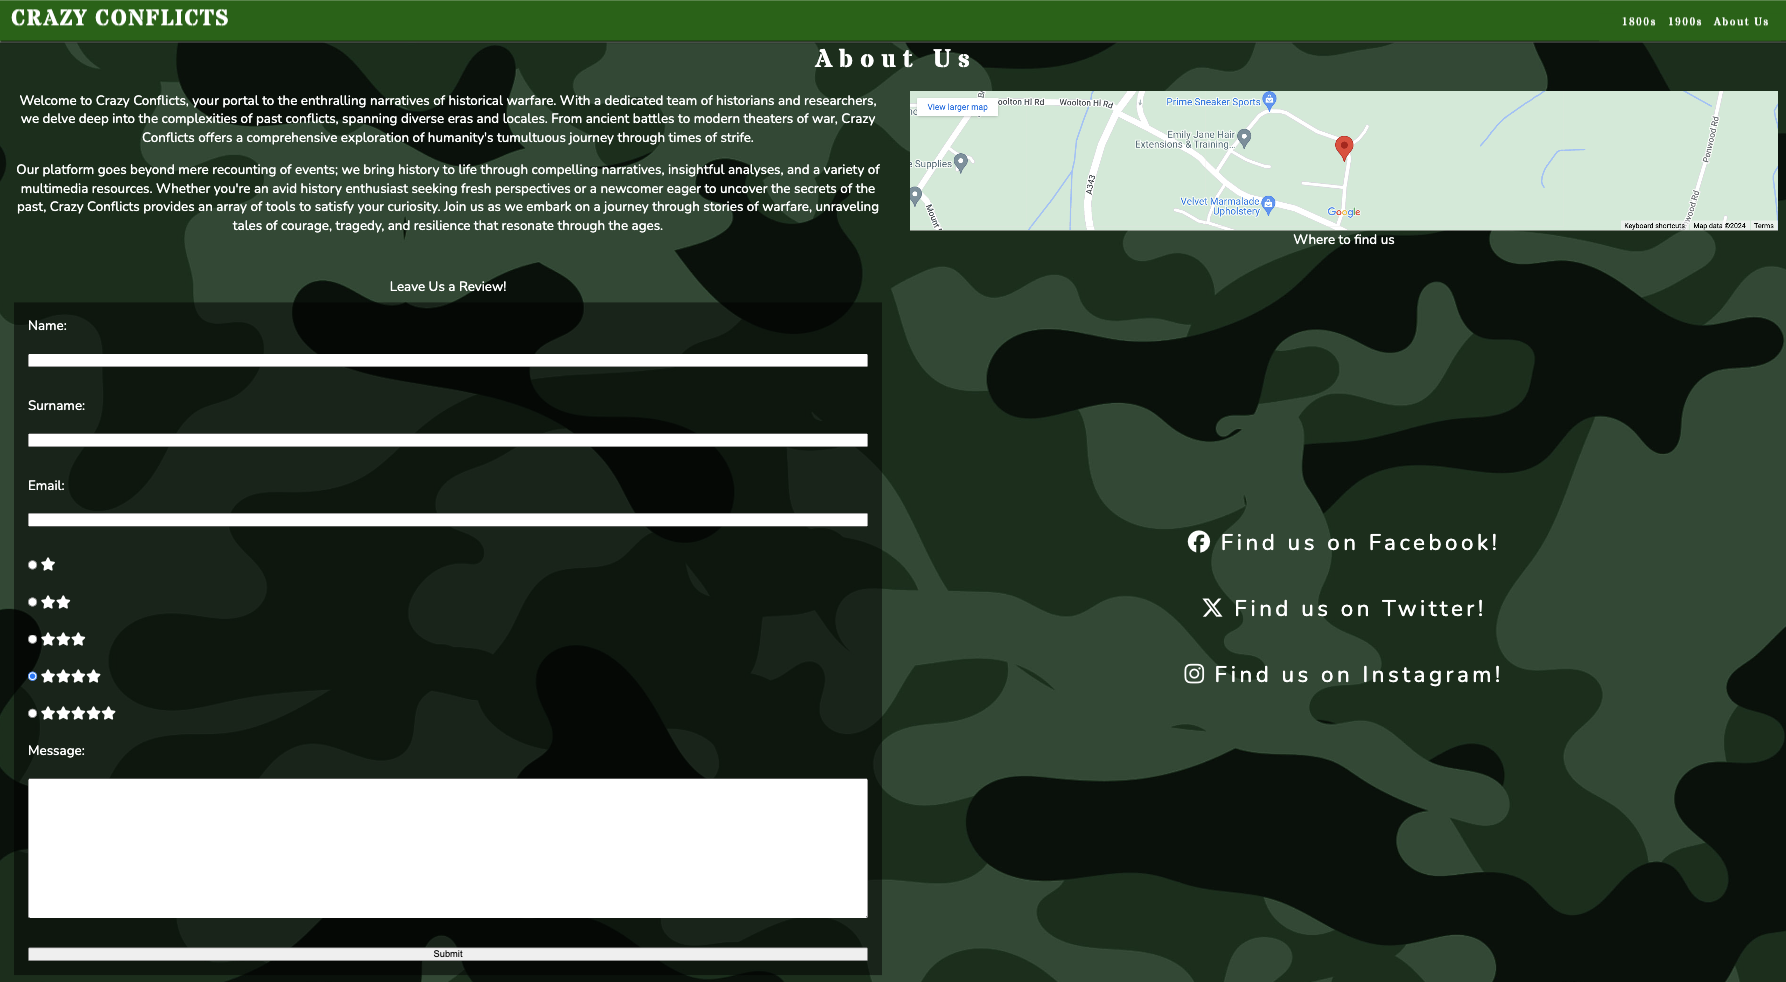 CRAZY CONFLICTS
1800s 1900s About Us
About Us
Welcome to Crazy Conflicts, your portal to the enthralling narratives of historical warfare. With a dedicated team of historians and researchers,
we delve deep into the complexities of past conflicts, spanning diverse eras and locales. From ancient battles to modern theaters of war, Crazy
Conflicts offers a comprehensive exploration of humanity's tumultuous journey through times of strife.
Our platform goes beyond mere recounting of events; we bring history to life through compelling narratives, insightful analyses, and a variety of
multimedia resources. Whether you're an avid history enthusiast seeking fresh perspectives or a newcomer eager to uncover the secrets of the
past, Crazy Conflicts provides an array of tools to satisfy your curiosity. Join us as we embark on a journey through stories of warfare, unraveling
tales of courage, tragedy, and resilience that resonate through the ages.
View larger map
oolton Hl Rd
Woolton Hl Rd
Prime Sneaker Sports
Emily Jane Hair
Extensions & Training...
e Supplies
A343
Mount
Velvet Marmalade
Upholstery
Google
Penwood Rd
wood Rd
Keyboard shortcuts Map data ©2024 Terms
Where to find us
Leave Us a Review!
Name:
Surname:
Email:
Message:
Submit
Find us on Facebook!
Find us on Twitter!
Find us on Instagram!